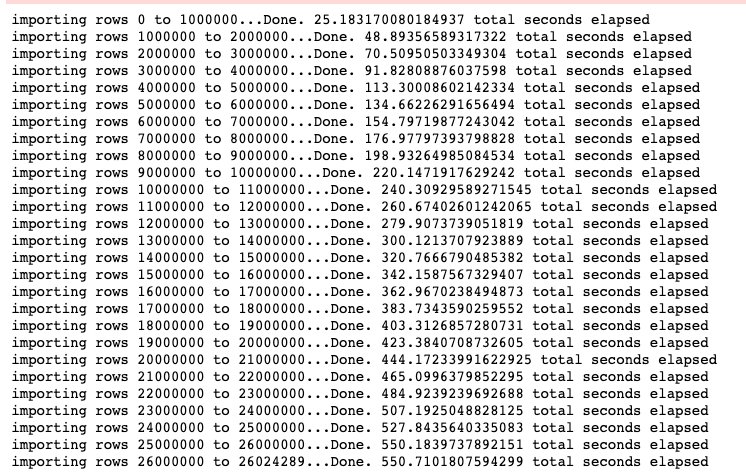 importing rows 0 to 1000000...Done. 25.183170080184937 total seconds elapsed
importing rows 1000000 to 2000000...Done. 48.89356589317322 total seconds elapsed
importing rows 2000000 to 3000000...Done. 70.50950503349304 total seconds elapsed
importing rows 3000000 to 4000000...Done. 91.82808876037598 total seconds elapsed
importing rows 4000000 to 5000000...Done. 113.30008602142334 total seconds elapsed
importing rows 5000000 to 6000000...Done. 134.66226291656494 total seconds elapsed
importing rows 6000000 to 7000000...Done. 154.79719877243042 total seconds elapsed
importing rows 7000000 to 8000000...Done. 176.97797393798828 total seconds elapsed
importing rows 8000000 to 9000000...Done. 198.93264985084534 total seconds elapsed
importing rows 9000000 to 10000000...Done. 220.1471917629242 total seconds elapsed
importing rows 10000000 to 11000000...Done. 240.30929589271545 total seconds elapsed
importing rows 11000000 to 12000000...Done. 260.67402601242065 total seconds elapsed
importing rows 12000000 to 13000000...Done. 279.9073739051819 total seconds elapsed
importing rows 13000000 to 14000000...Done. 300.1213707923889 total seconds elapsed
importing rows 14000000 to 15000000...Done. 320.7666790485382 total seconds elapsed
importing rows 15000000 to 16000000...Done. 342.1587567329407 total seconds elapsed
importing rows 16000000 to 17000000...Done. 362.9670238494873 total seconds elapsed
importing rows 17000000 to 18000000...Done. 383.7343590259552 total seconds elapsed
importing rows 18000000 to 19000000...Done. 403.3126857280731 total seconds elapsed
importing rows 19000000 to 20000000...Done. 423.3840708732605 total seconds elapsed
importing rows 20000000 to 21000000...Done. 444.17233991622925 total seconds elapsed
importing rows 21000000 to 22000000...Done. 465.0996379852295 total seconds elapsed
importing rows 22000000 to 23000000...Done. 484.9239239692688 total seconds elapsed
importing rows 23000000 to 24000000...Done. 507.1925048828125 total seconds elapsed
importing rows 24000000 to 25000000...Done. 527.8435640335083 total seconds elapsed
importing rows 25000000 to 26000000...Done. 550.1839737892151 total seconds elapsed
importing rows 26000000 to 26024289...Done. 550.7101807594299 total seconds elapsed